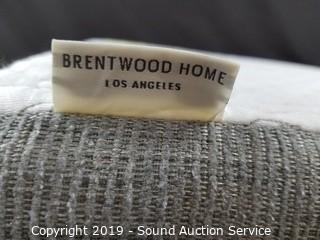 BRENTWOOD HOME
LOS ANGELES
Copyright 2019 - Sound Auction Service